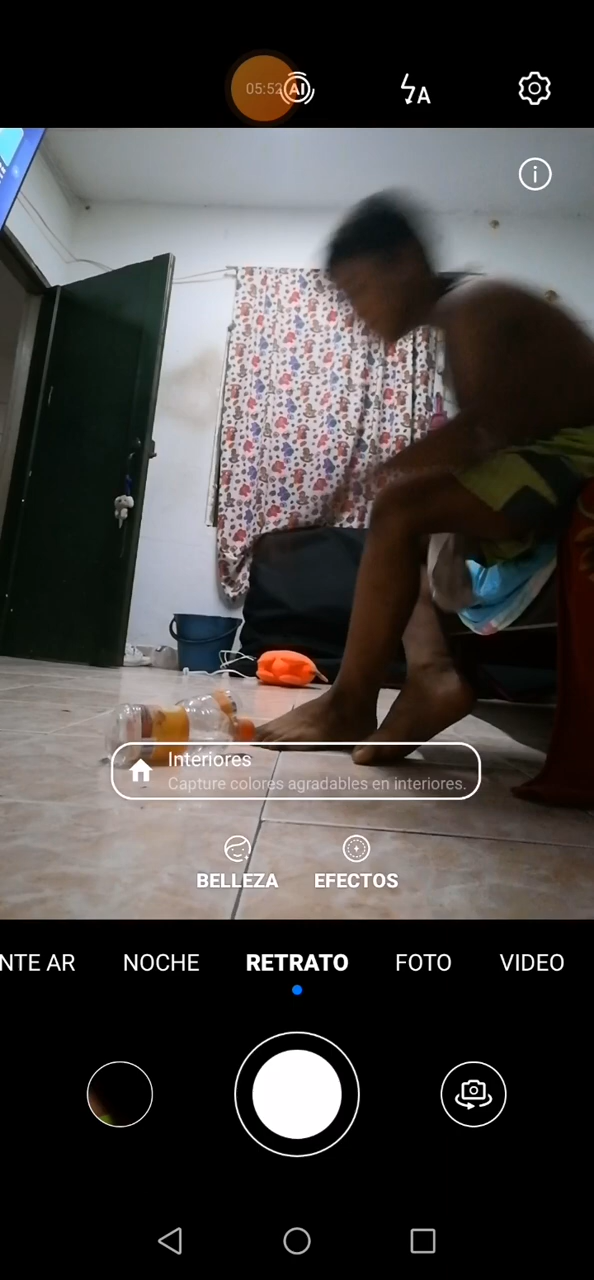 05:52
AI
A
Interiores
Capture colores agradables en interiores.
BELLEZA EFECTOS
NTE AR NOCHE RETRATO FOTO VIDEO